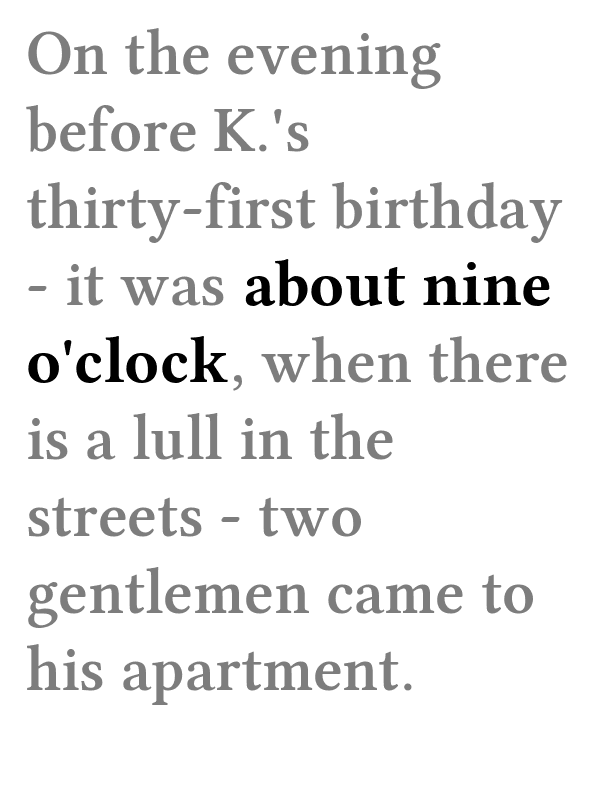 On the evening
before K.'s
thirty-first birthday
- it was about nine
o'clock, when there
is a lull in the
streets - two
gentlemen came to
his apartment.